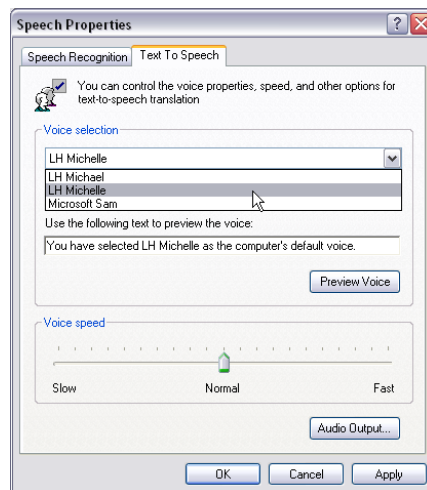 Speech Properties
Speech Recognition
Text To Speech
You can control the voice properties, speed, and other options for
text-to-speech translation
Voice selection
LH Michelle
LH Michael
LH Michelle
Microsoft Sam
Use the following text to preview the voice:
You have selected LH Michelle as the computer's default voice.
Preview Voice
Voice speed
Slow Normal Fast
Audio Output...
OK Cancel Apply